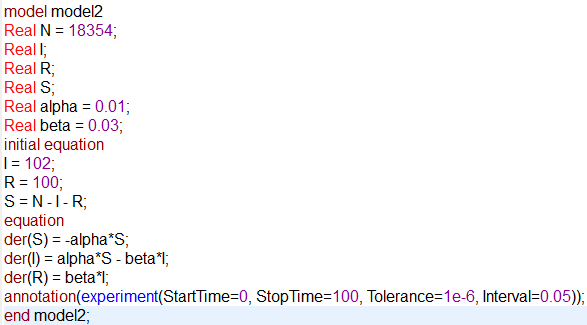 model model2
Real N = 18354;
Real I;
Real R;
Real S;
Real alpha = 0.01;
Real beta = 0.03;
initial equation
I = 102;
R = 100;
S = N - I - R;
equation
der(S) = -alpha*S;
der(I) = alpha*S - beta*I;
der(R) = beta*I;
annotation(experiment(StartTime=0, StopTime=100, Tolerance=1e-6, Interval=0.05));
end model2;